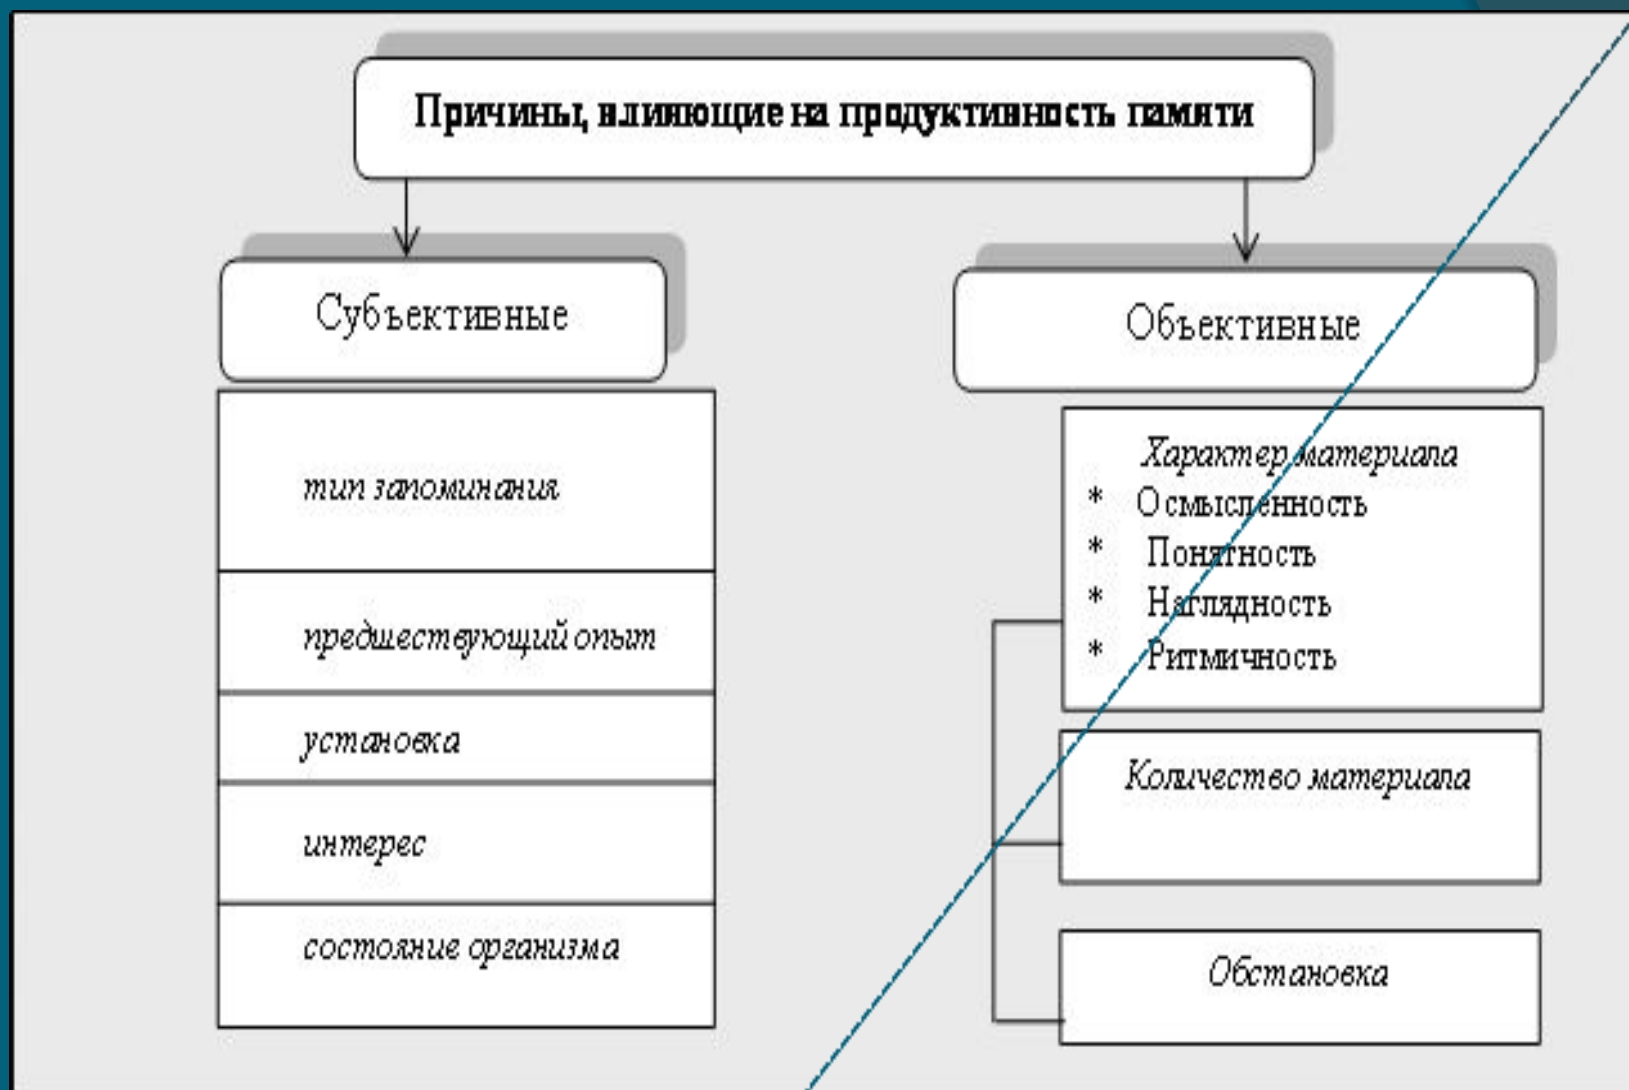 Причины, влияющие на продуктивность памяти
Субъективные
тип запоминания
предшествующий опыт
установка
интерес
состояние организма
Объективные
Характер материала
* Осмысленность
* Понятность
* Наглядность
* Ритмичность
Количество материала
Обстановка